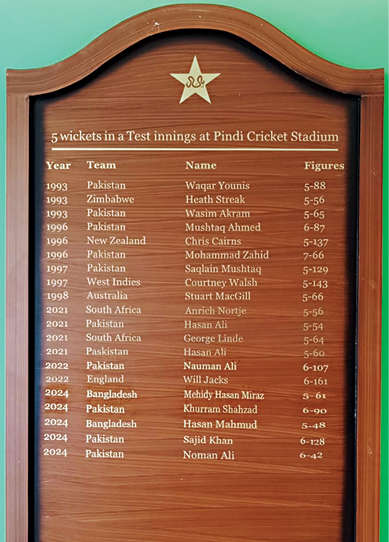 5 wickets in a Test innings at Pindi Cricket Stadium
Year Team Name Figures
1993 Pakistan Waqar Younis 5-88
1993 Zimbabwe Heath Streak 5-56
1993 Pakistan Wasim Akram 5-65
1996 Pakistan Mushtaq Ahmed 6-87
1996 New Zealand Chris Cairns 5-137
1996 Pakistan Mohammad Zahid 7-66
1997 Pakistan Saqlain Mushtaq 5-129
1997 West Indies Courtney Walsh 5-143
1998 Australia Stuart MacGill 5-66
2021 South Africa Anrich Nortje 5-56
2021 Pakistan Hasan Ali 5-54
2021 South Africa George Linde 5-64
2021 Paskistan Hasan Ali 5-60
2022 Pakistan Nauman Ali 6-107
2022 England Will Jacks 6-161
2024 Bangladesh Mehidy Hasan Miraz 5-61
2024 Pakistan Khurram Shahzad 6-90
2024 Bangladesh Hasan Mahmud 5-48
2024 Pakistan Sajid Khan 6-128
2024 Pakistan Noman Ali 6-42